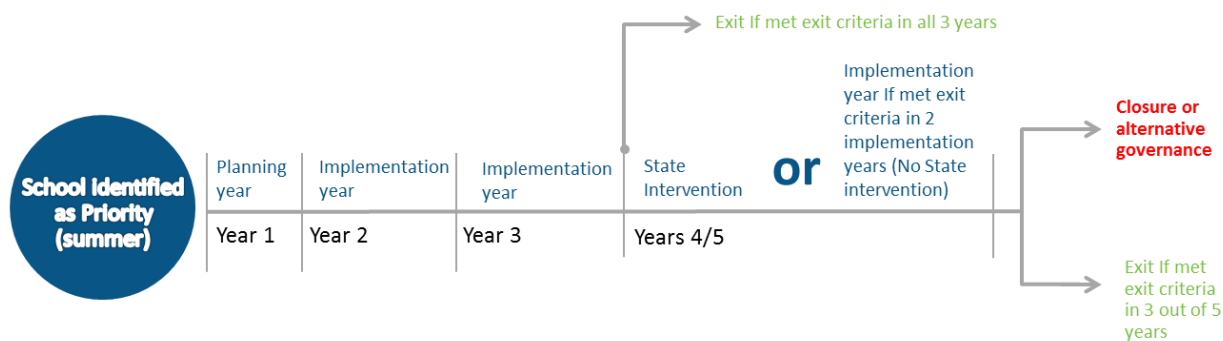 Exit If met exit criteria in all 3 years
School identified
as Priority
(summer)
Planning
year
Implementation
year
Implementation
year
State
Intervention
or
Implementation
year If met exit
criteria in 2
implementation
years (No State
intervention)
Year 1
Year 2
Year 3
Years 4/5
Closure or
alternative
governance
Exit If met
exit criteria
in 3 out of 5
years